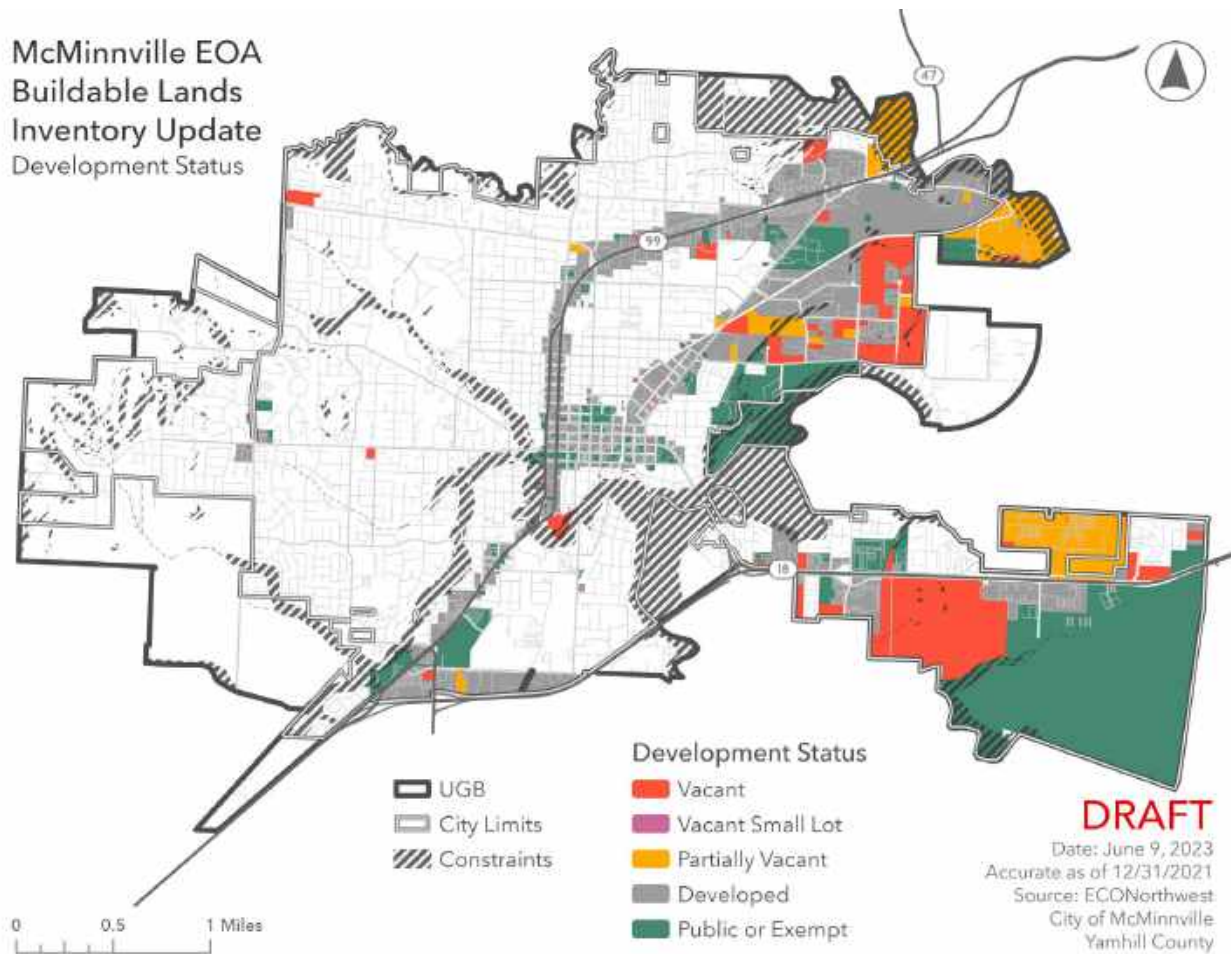 McMinnville EOA
Buildable Lands
Inventory Update
Development Status
47
99
18
UGB
City Limits
Constraints
Development Status
Vacant
Vacant Small Lot
Partially Vacant
Developed
Public or Exempt
DRAFT
Date: June 9, 2023
Accurate as of 12/31/2021
Source: ECONorthwest
City of McMinnville
Yamhill County
0 0.5 1 Miles